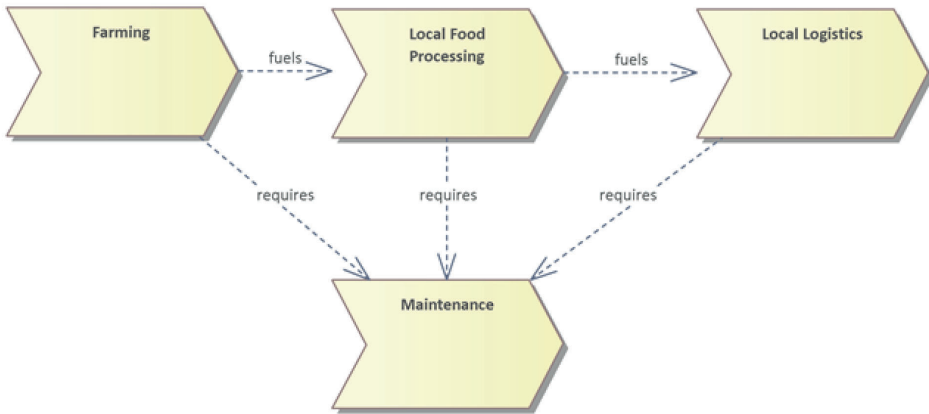 Farming
Local Food
Processing
Local Logistics
fuels
fuels
requires
requires
requires
Maintenance